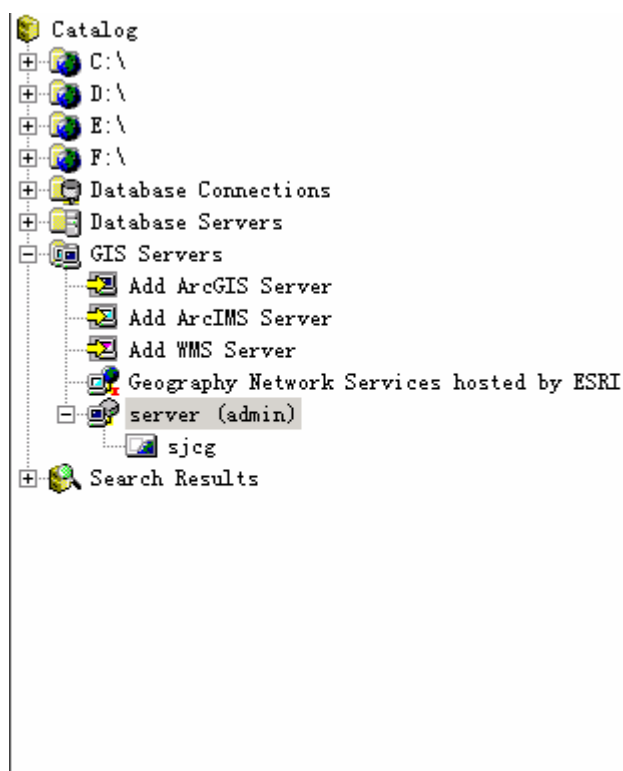 Catalog
C:\
D:\
E:\
F:\
Database Connections
Database Servers
GIS Servers
Add ArcGIS Server
Add ArcIMS Server
Add WMS Server
Geography Network Services hosted by ESRI
server (admin)
sjcg
Search Results